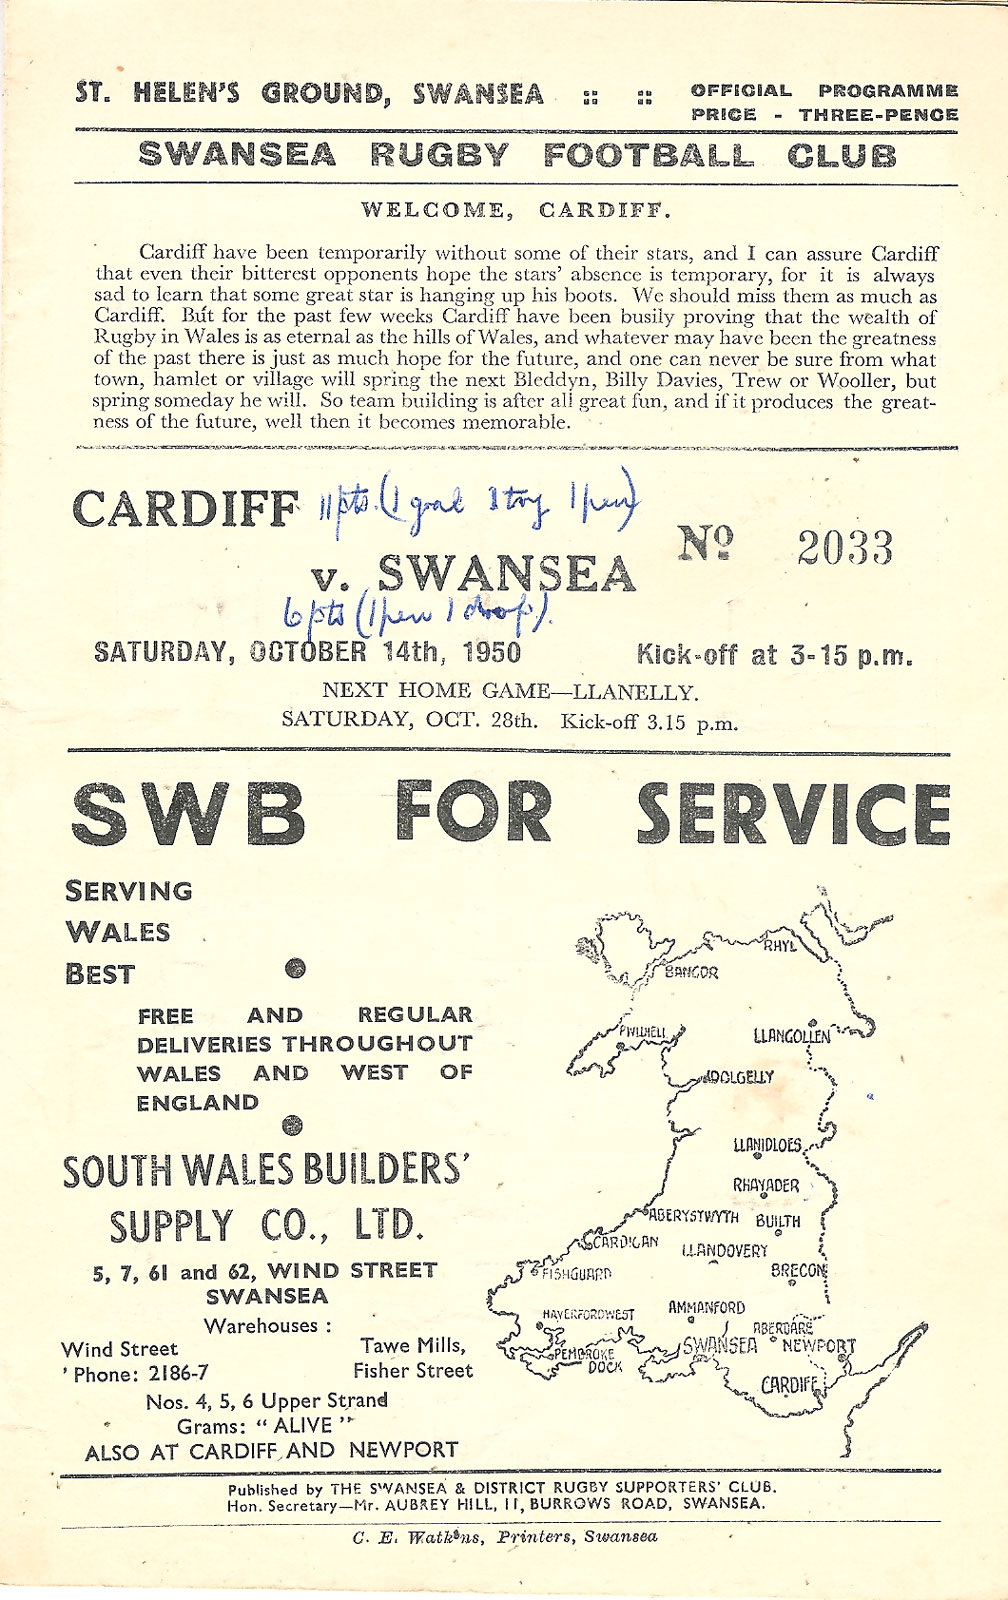 ST. HELEN'S GROUND, SWANSEA :: :: OFFICIAL PROGRAMME
PRICE - THREE-PENCE
SWANSEA RUGBY FOOTBALL CLUB
WELCOME, CARDIFF.
Cardiff have been temporarily without some of their stars, and I can assure Cardiff
that even their bitterest opponents hope the stars' absence is temporary, for it is always
sad to learn that some great star is hanging up his boots. We should miss them as much as
Cardiff. But for the past few weeks Cardiff have been busily proving that the wealth of
Rugby in Wales is as eternal as the hills of Wales, and whatever may have been the greatness
of the past there is just as much hope for the future, and one can never be sure from what
town, hamlet or village will spring the next Bleddyn, Billy Davies, Trew or Wooller, but
spring someday he will. So team building is after all great fun, and if it produces the great-
ness of the future, well then it becomes memorable.
CARDIFF 11pts. (1 goal 1 try 1 pen)
v. SWANSEA
No 2033
6pts (1 pen 1 drop).
SATURDAY, OCTOBER 14th, 1950 Kick-off at 3-15 p.m.
NEXT HOME GAME—LLANELLY.
SATURDAY, OCT. 28th. Kick-off 3.15 p.m.
SWB FOR SERVICE
SERVING
WALES
BEST
FREE AND REGULAR
DELIVERIES THROUGHOUT
WALES AND WEST OF
ENGLAND
SOUTH WALES BUILDERS'
SUPPLY CO., LTD.
5, 7, 61 and 62, WIND STREET
SWANSEA
Warehouses :
Wind Street Tawe Mills,
'Phone: 2186-7 Fisher Street
Nos. 4, 5, 6 Upper Strand
Grams: "ALIVE"
ALSO AT CARDIFF AND NEWPORT
RHYL
BANGOR
PWLLHELI
LLANGOLLEN
DOLGELLY
LLANIDLOES
RHAYADER
ABERYSTWYTH
BUILTH
CARDIGAN
LLANDOVERY
FISHGUARD
BRECON
HAVERFORDWEST
AMMANFORD
ABERDARE
SWANSEA
NEWPORT
PEMBROKE
DOCK
CARDIFF
Published by THE SWANSEA & DISTRICT RUGBY SUPPORTERS' CLUB.
Hon. Secretary—Mr. AUBREY HILL, 11, BURROWS ROAD, SWANSEA.
C. E. Watkins, Printers, Swansea